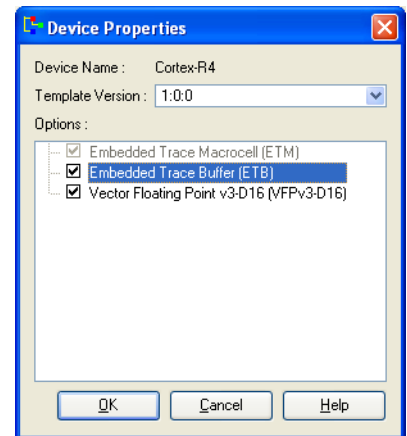 Device Properties
Device Name : Cortex-R4
Template Version : 1:0:0
Options :
Embedded Trace Macrocell (ETM)
Embedded Trace Buffer (ETB)
Vector Floating Point v3-D16 (VFPv3-D16)
OK Cancel Help